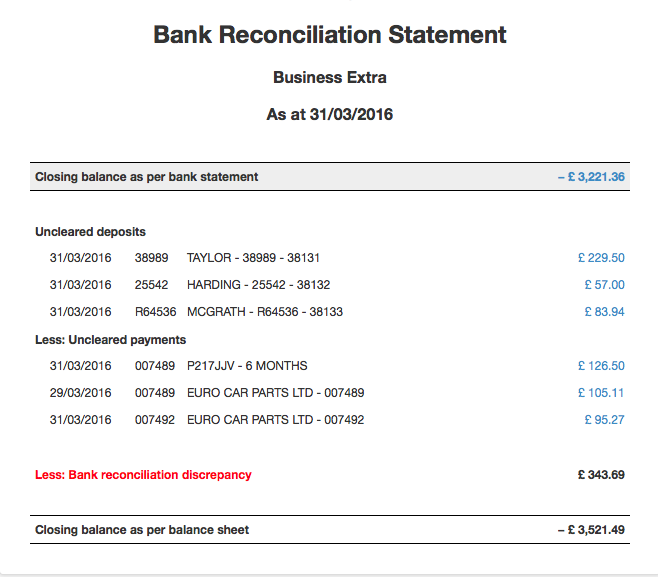 Bank Reconciliation Statement
Business Extra
As at 31/03/2016
Closing balance as per bank statement – £ 3,221.36
Uncleared deposits
31/03/2016 38989 TAYLOR - 38989 - 38131 £ 229.50
31/03/2016 25542 HARDING - 25542 - 38132 £ 57.00
31/03/2016 R64536 MCGRATH - R64536 - 38133 £ 83.94
Less: Uncleared payments
31/03/2016 007489 P217JJV - 6 MONTHS £ 126.50
29/03/2016 007489 EURO CAR PARTS LTD - 007489 £ 105.11
31/03/2016 007492 EURO CAR PARTS LTD - 007492 £ 95.27
Less: Bank reconciliation discrepancy £ 343.69
Closing balance as per balance sheet – £ 3,521.49